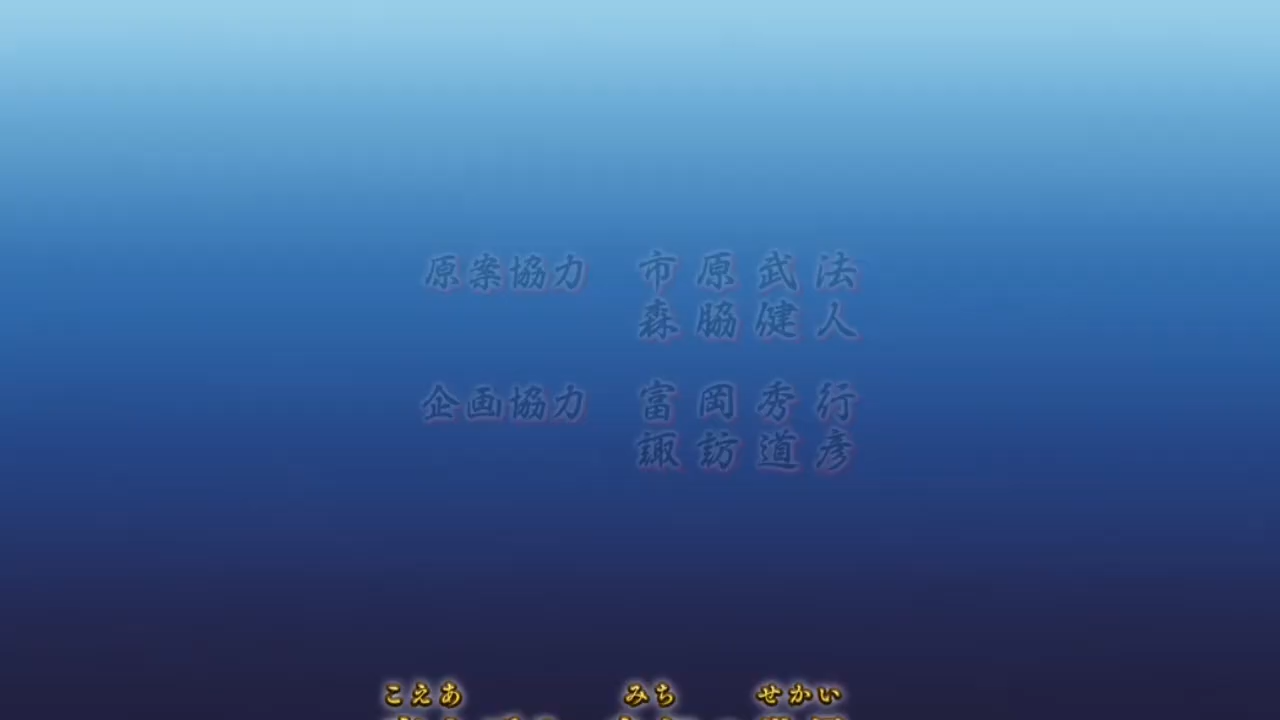 原案協力 市原武法
森脇健人
企画協力 富岡秀行
諏訪道彦
こえあ みち せかい